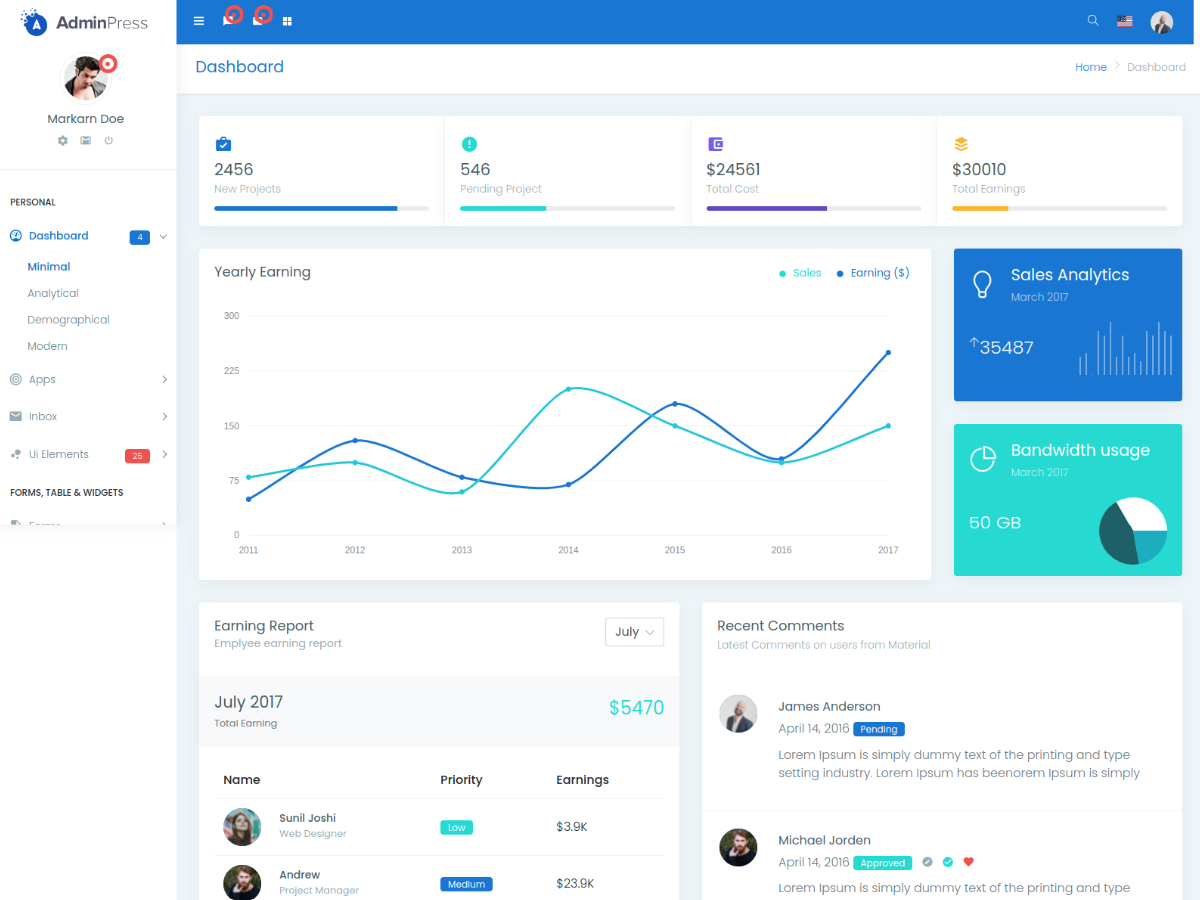 AdminPress
Markarn Doe
PERSONAL
Dashboard 4
Minimal
Analytical
Demographical
Modern
Apps
Inbox
Ui Elements 25
FORMS, TABLE & WIDGETS
Forms
Dashboard
Home Dashboard
2456
New Projects
546
Pending Project
$24561
Total Cost
$30010
Total Earnings
Yearly Earning
Sales Earning ($)
300
225
150
75
0
2011 2012 2013 2014 2015 2016 2017
Sales Analytics
March 2017
35487
Bandwidth usage
March 2017
50 GB
Earning Report
Emplyee earning report
July
July 2017
Total Earning
$5470
Name Priority Earnings
Sunil Joshi
Web Designer
Low
$3.9K
Andrew
Project Manager
Medium
$23.9K
Recent Comments
Latest Comments on users from Material
James Anderson
April 14, 2016 Pending
Lorem Ipsum is simply dummy text of the printing and type
setting industry. Lorem Ipsum has beenorem Ipsum is simply
Michael Jorden
April 14, 2016 Approved
Lorem Ipsum is simply dummy text of the printing and type